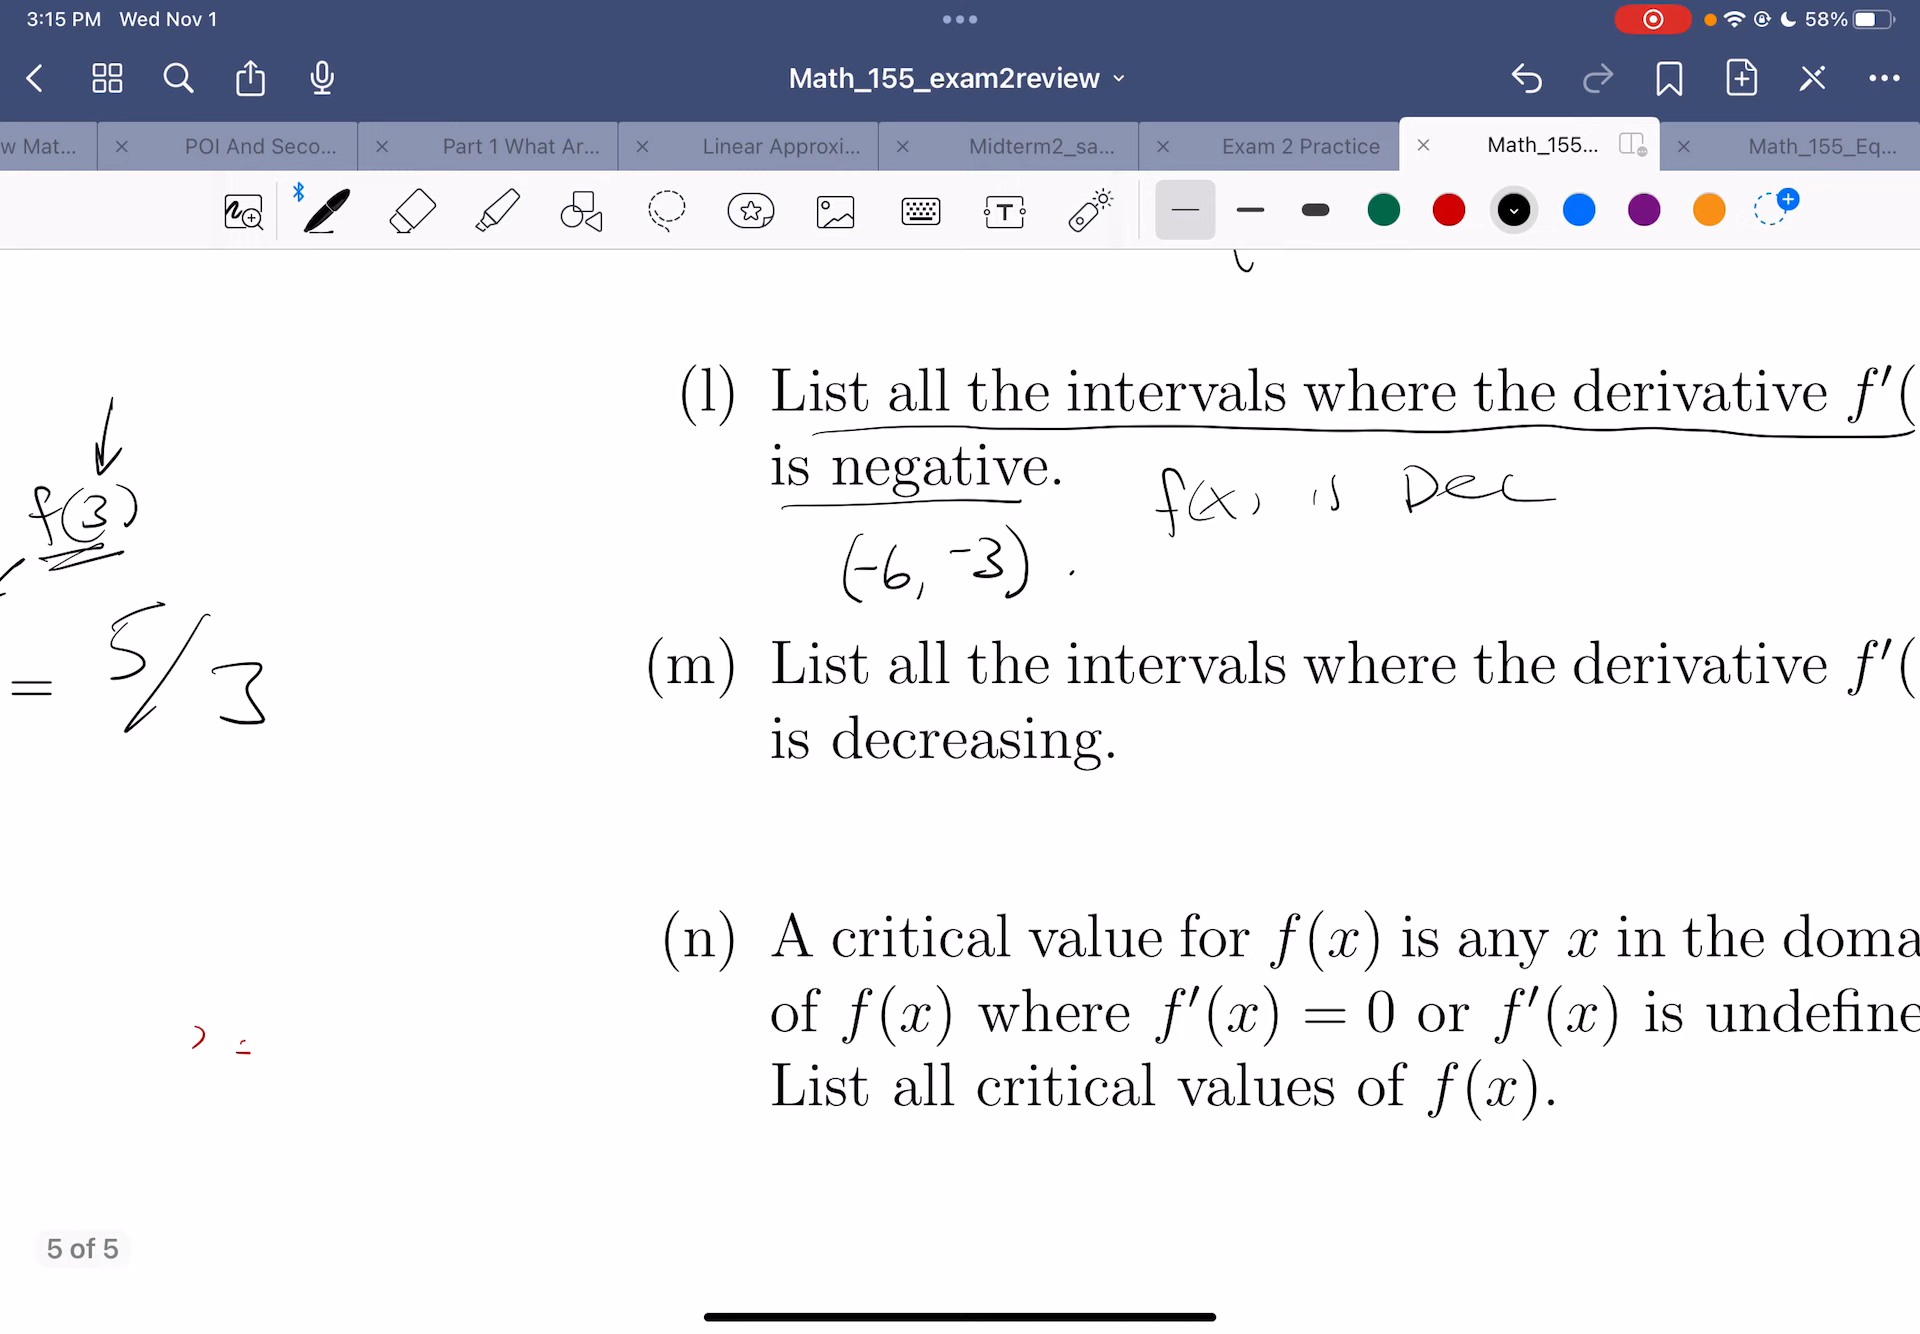 3:15 PM Wed Nov 1
58%
Math_155_exam2review
w Mat...
POI And Seco...
Part 1 What Ar...
Linear Approxi...
Midterm2_sa...
Exam 2 Practice
Math_155...
Math_155_Eq...
f(3)
= 5/3
(l) List all the intervals where the derivative f′(
is negative. f(x) is Dec
(-6, -3).
(m) List all the intervals where the derivative f′(
is decreasing.
(n) A critical value for f(x) is any x in the doma
of f(x) where f′(x) = 0 or f′(x) is undefine
List all critical values of f(x).
5 of 5